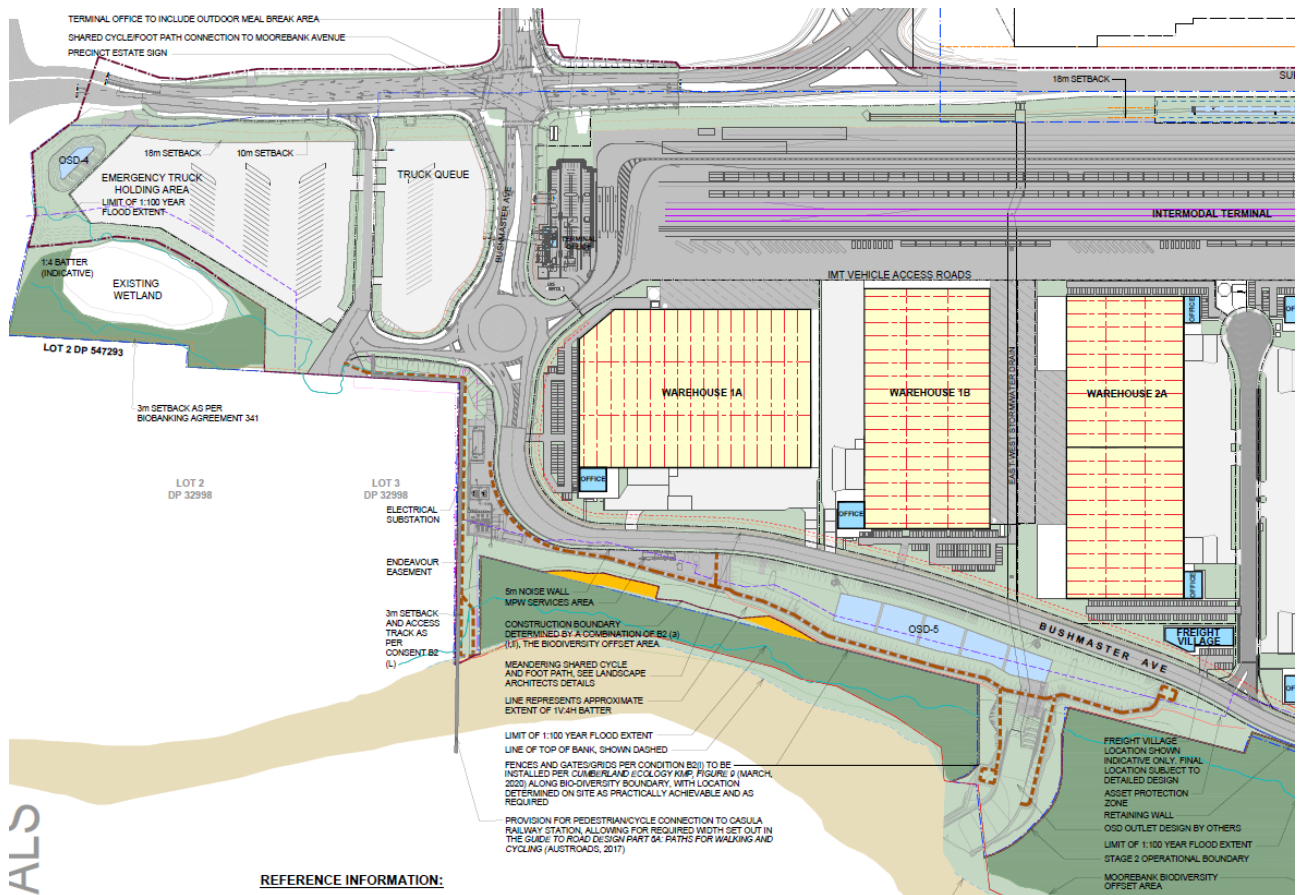 TERMINAL OFFICE TO INCLUDE OUTDOOR MEAL BREAK AREA
SHARED CYCLE/FOOT PATH CONNECTION TO MOOREBANK AVENUE
PRECINCT ESTATE SIGN
18m SETBACK
OSD-4
18m SETBACK
10m SETBACK
EMERGENCY TRUCK
HOLDING AREA
LIMIT OF 1:100 YEAR
FLOOD EXTENT
TRUCK QUEUE
BUSHMASTER AVE
TERMINAL
OFFICE
INTERMODAL TERMINAL
IMT VEHICLE ACCESS ROADS
1:4 BATTER
(INDICATIVE)
EXISTING
WETLAND
LOT 2 DP 547293
3m SETBACK AS PER
BIOBANKING AGREEMENT 341
WAREHOUSE 1A
WAREHOUSE 1B
WAREHOUSE 2A
EAST-WEST STORMWATER DRAIN
OFFICE
OFFICE
OFFICE
OFFICE
LOT 2
DP 32998
LOT 3
DP 32998
ELECTRICAL
SUBSTATION
ENDEAVOUR
EASEMENT
3m SETBACK
AND ACCESS
TRACK AS
PER
CONSENT B2
(L)
5m NOISE WALL
MPW SERVICES AREA
CONSTRUCTION BOUNDARY
DETERMINED BY A COMBINATION OF B2 (a)
THE BIODIVERSITY OFFSET AREA
MEANDERING SHARED CYCLE
AND FOOT PATH, SEE LANDSCAPE
ARCHITECTS DETAILS
LINE REPRESENTS APPROXIMATE
EXTENT OF 1V:4H BATTER
LIMIT OF 1:100 YEAR FLOOD EXTENT
LINE OF TOP OF BANK, SHOWN DASHED
FENCES AND GATES/GRIDS PER CONDITION B2(l) TO BE
INSTALLED PER CUMBERLAND ECOLOGY KMP, FIGURE 9 (MARCH,
2020) ALONG BIO-DIVERSITY BOUNDARY, WITH LOCATION
DETERMINED ON SITE AS PRACTICALLY ACHIEVABLE AND AS
REQUIRED
PROVISION FOR PEDESTRIAN/CYCLE CONNECTION TO CASULA
RAILWAY STATION, ALLOWING FOR REQUIRED WIDTH SET OUT IN
THE GUIDE TO ROAD DESIGN PART 6A: PATHS FOR WALKING AND
CYCLING (AUSTROADS, 2017)
OSD-5
BUSHMASTER AVE
FREIGHT
VILLAGE
FREIGHT VILLAGE
LOCATION SHOWN
INDICATIVE ONLY. FINAL
LOCATION SUBJECT TO
DETAILED DESIGN
ASSET PROTECTION
ZONE
RETAINING WALL
OSD OUTLET DESIGN BY OTHERS
LIMIT OF 1:100 YEAR FLOOD EXTENT
STAGE 2 OPERATIONAL BOUNDARY
MOOREBANK BIODIVERSITY
OFFSET AREA
ALS
REFERENCE INFORMATION: